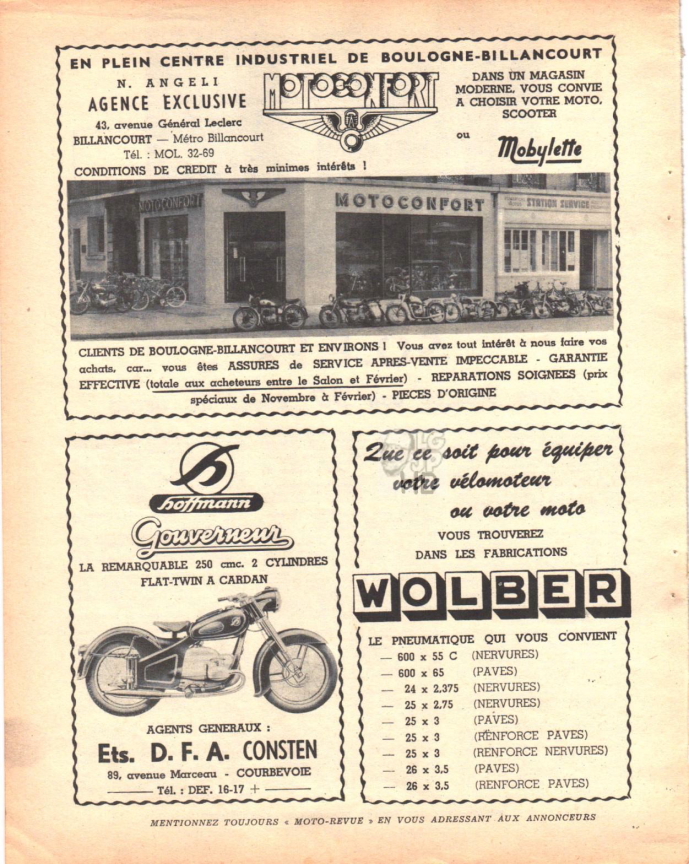 EN PLEIN CENTRE INDUSTRIEL DE BOULOGNE-BILLANCOURT
N. ANGELI
AGENCE EXCLUSIVE
43, avenue Général Leclerc
BILLANCOURT — Métro Billancourt
Tél. : MOL. 32-69
MOTOCONFORT
DANS UN MAGASIN
MODERNE, VOUS CONVIE
A CHOISIR VOTRE MOTO,
SCOOTER
ou
Mobylette
CONDITIONS DE CREDIT à très minimes intérêts !
MOTOCONFORT
MOTOCONFORT
STATION SERVICE
CLIENTS DE BOULOGNE-BILLANCOURT ET ENVIRONS ! Vous avez tout intérêt à nous faire vos
achats, car... vous êtes ASSURES de SERVICE APRES-VENTE IMPECCABLE - GARANTIE
EFFECTIVE (totale aux acheteurs entre le Salon et Février) - REPARATIONS SOIGNEES (prix
spéciaux de Novembre à Février) - PIECES D'ORIGINE
hoffmann
Gouverneur
LA REMARQUABLE 250 cmc. 2 CYLINDRES
FLAT-TWIN A CARDAN
AGENTS GENERAUX :
Ets. D. F. A. CONSTEN
89, avenue Marceau - COURBEVOIE
Tél. : DEF. 16-17 +
Que ce soit pour équiper
votre vélomoteur
ou votre moto
VOUS TROUVEREZ
DANS LES FABRICATIONS
WOLBER
LE PNEUMATIQUE QUI VOUS CONVIENT
— 600 x 55 C (NERVURES)
— 600 x 65 (PAVES)
— 24 x 2,375 (NERVURES)
— 25 x 2,75 (NERVURES)
— 25 x 3 (PAVES)
— 25 x 3 (RENFORCE PAVES)
— 25 x 3 (RENFORCE NERVURES)
— 26 x 3,5 (PAVES)
— 26 x 3,5 (RENFORCE PAVES)
MENTIONNEZ TOUJOURS « MOTO-REVUE » EN VOUS ADRESSANT AUX ANNONCEURS